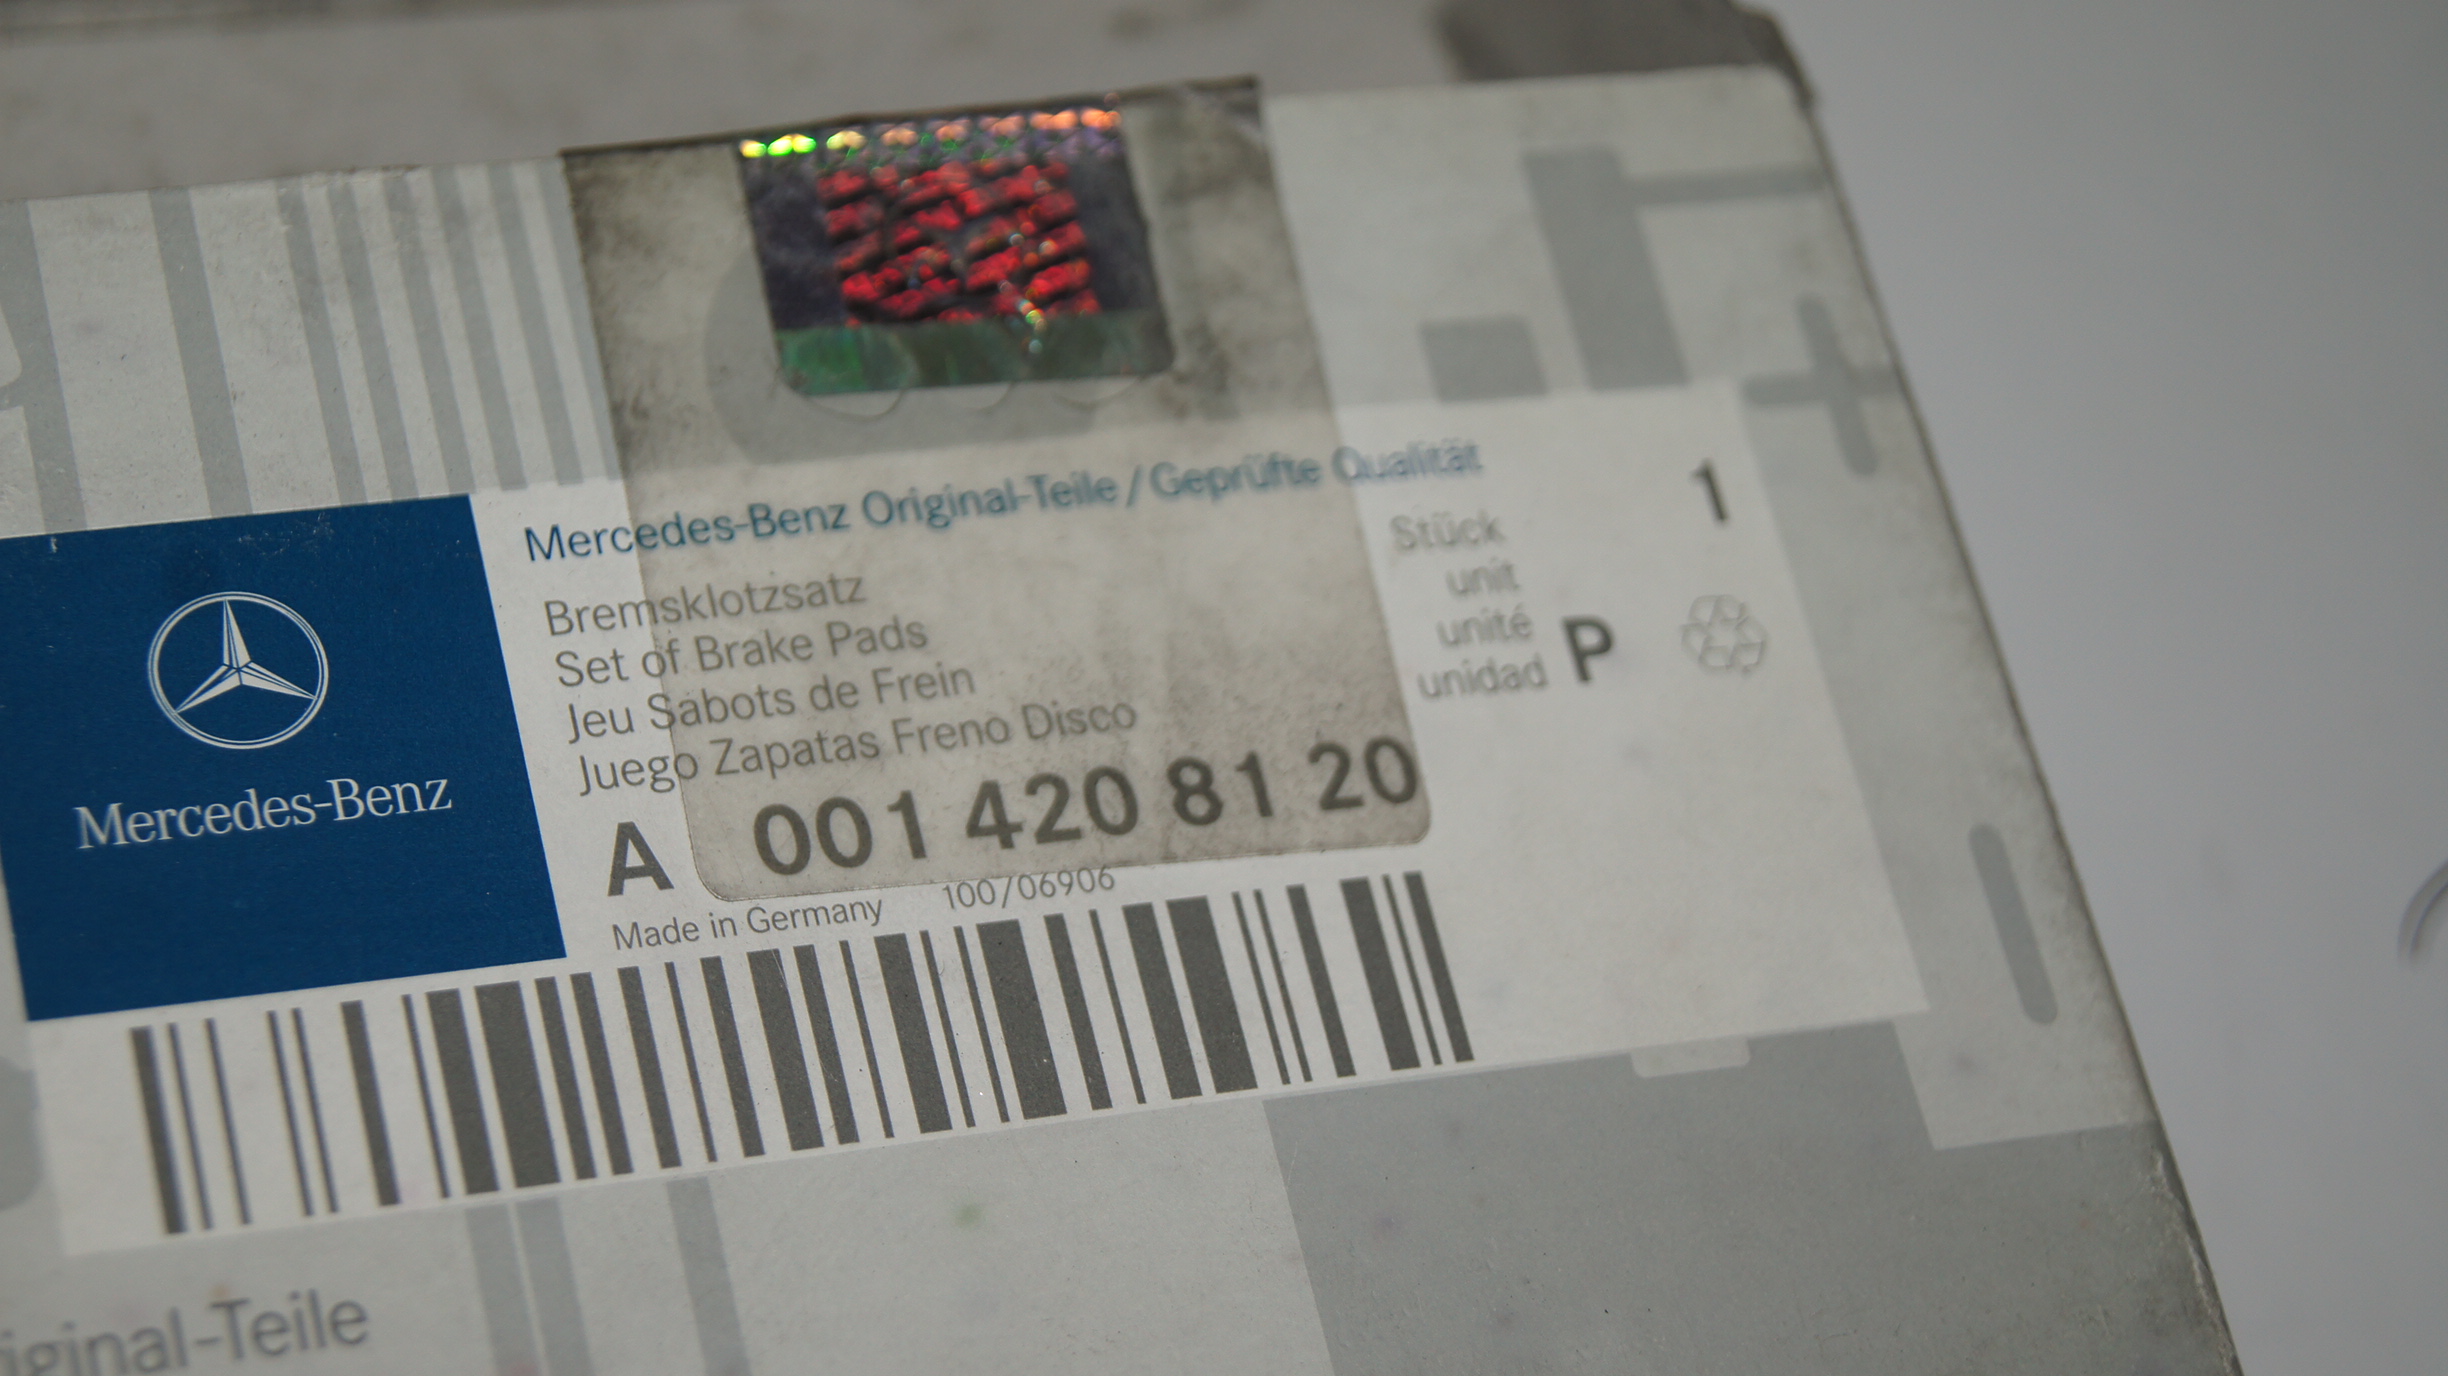 Mercedes-Benz Original-Teile / Geprüfte Qualität
Bremsklotzsatz
Set of Brake Pads
Jeu Sabots de Frein
Juego Zapatas Freno Disco
Stück
unit
unité
unidad
1
P
Mercedes-Benz
A 001 420 81 20
Made in Germany 100/06906
iginal-Teile